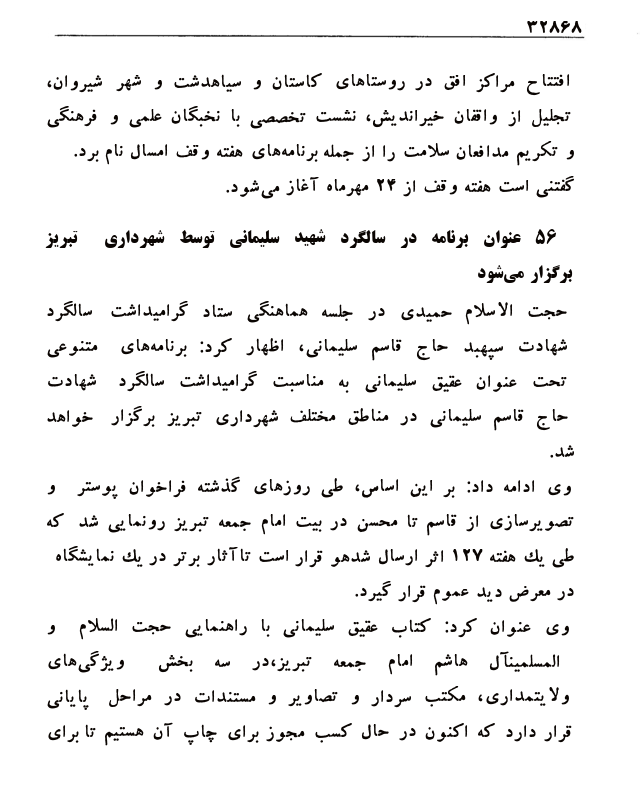 ۳۲۸۶۸
افتتاح مراکز افق در روستاهای کاستان و سیاهدشت و شهر شیروان،
تجلیل از واقفان خیراندیش، نشست تخصصی با نخبگان علمی و فرهنگی
و تکریم مدافعان سلامت را از جمله برنامه‌های هفته وقف امسال نام برد.
گفتنی است هفته وقف از ۲۴ مهرماه آغاز می‌شود.
۵۶ عنوان برنامه در سالگرد شهید سلیمانی توسط شهرداری تبریز
برگزار می‌شود
حجت الاسلام حمیدی در جلسه هماهنگی ستاد گرامیداشت سالگرد
شهادت سپهبد حاج قاسم سلیمانی، اظهار کرد: برنامه‌های متنوعی
تحت عنوان عقیق سلیمانی به مناسبت گرامیداشت سالگرد شهادت
حاج قاسم سلیمانی در مناطق مختلف شهرداری تبریز برگزار خواهد
شد.
وی ادامه داد: بر این اساس، طی روزهای گذشته فراخوان پوستر و
تصویرسازی از قاسم تا محسن در بیت امام جمعه تبریز رونمایی شد که
طی یك هفته ۱۲۷ اثر ارسال شدهو قرار است تاآثار برتر در یك نمایشگاه
در معرض دید عموم قرار گیرد.
وی عنوان کرد: کتاب عقیق سلیمانی با راهنمایی حجت السلام و
المسلمینآل هاشم امام جمعه تبریز،در سه بخش ویژگی‌های
ولایتمداری، مکتب سردار و تصاویر و مستندات در مراحل پایانی
قرار دارد که اکنون در حال کسب مجوز برای چاپ آن هستیم تا برای